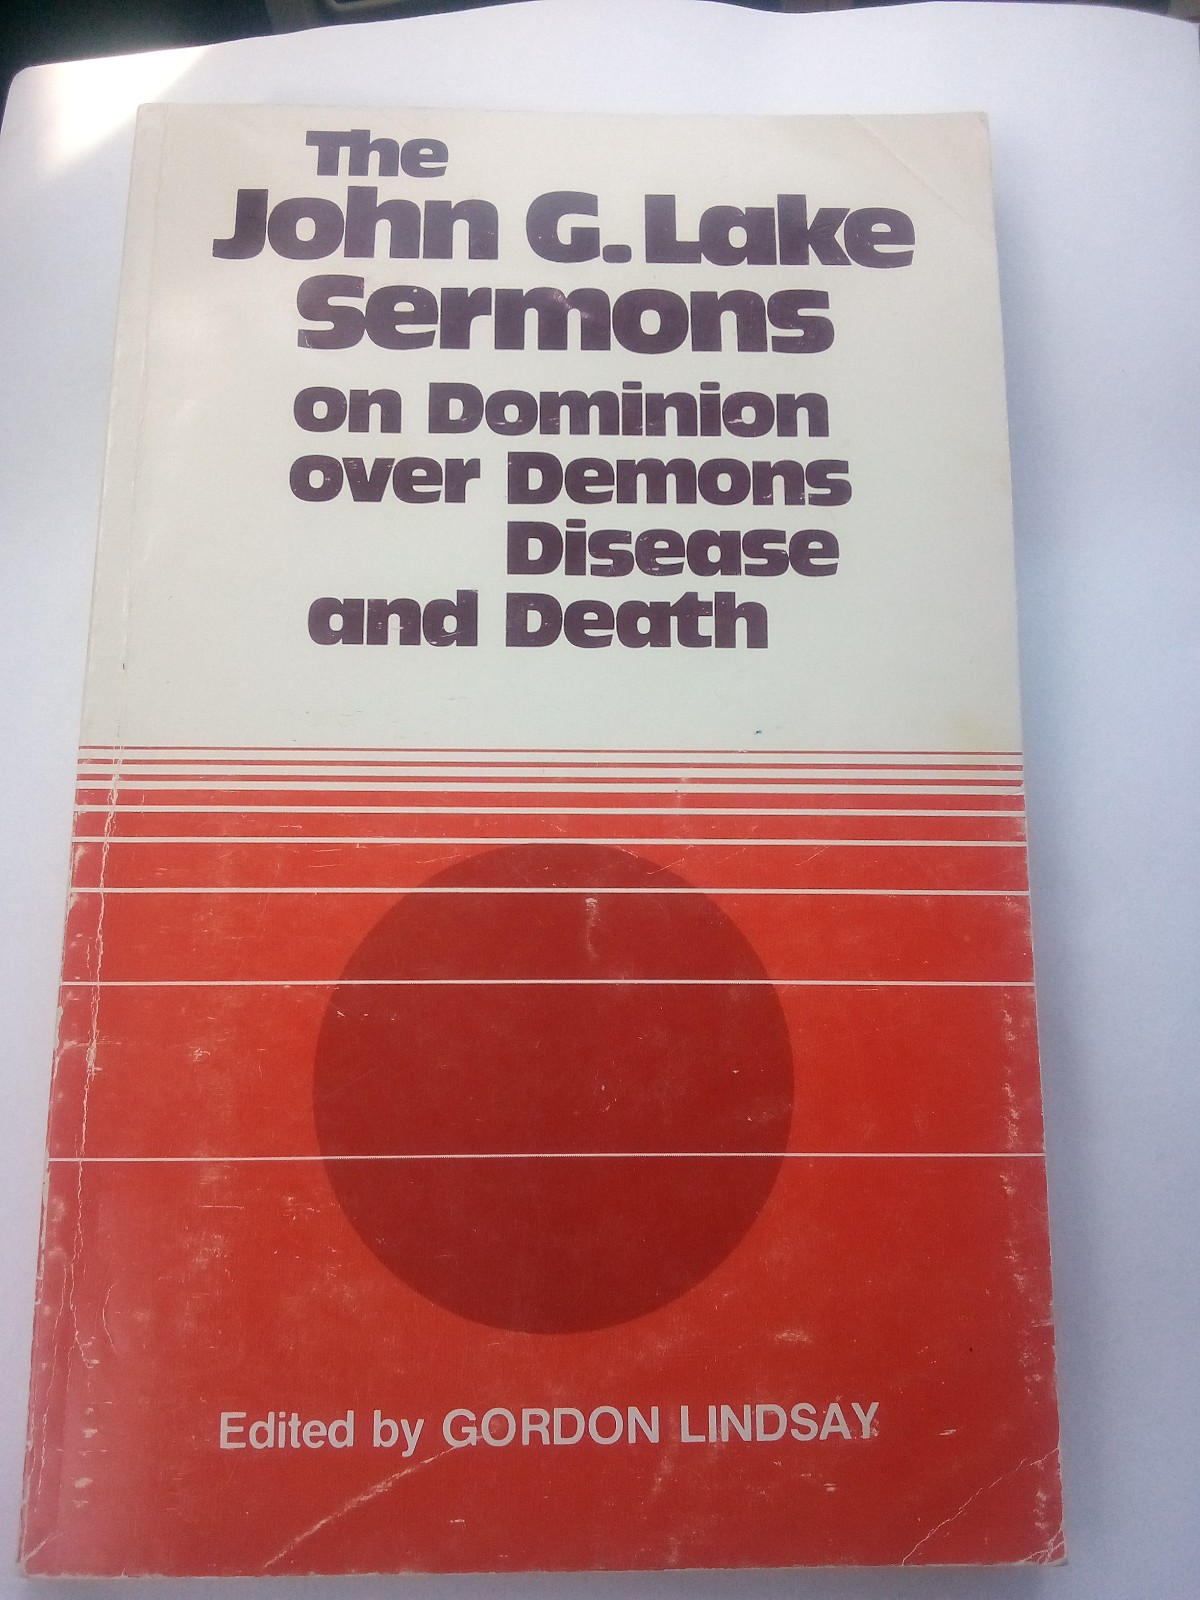 The
John G. Lake
Sermons
on Dominion
over Demons
Disease
and Death
Edited by GORDON LINDSAY